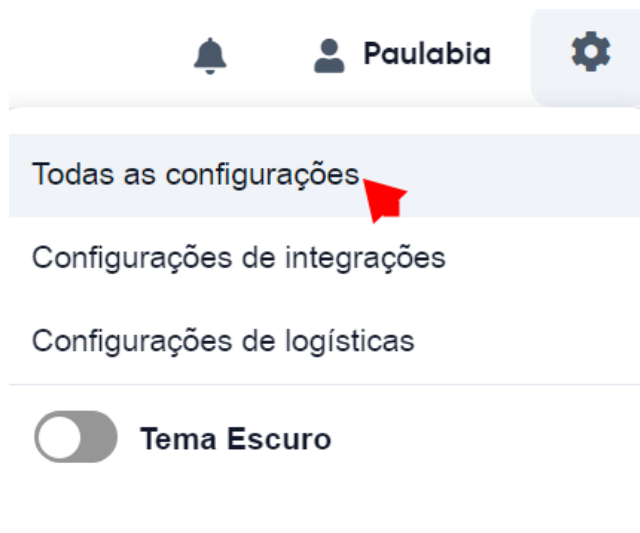 Paulabia
Todas as configurações
Configurações de integrações
Configurações de logísticas
Tema Escuro